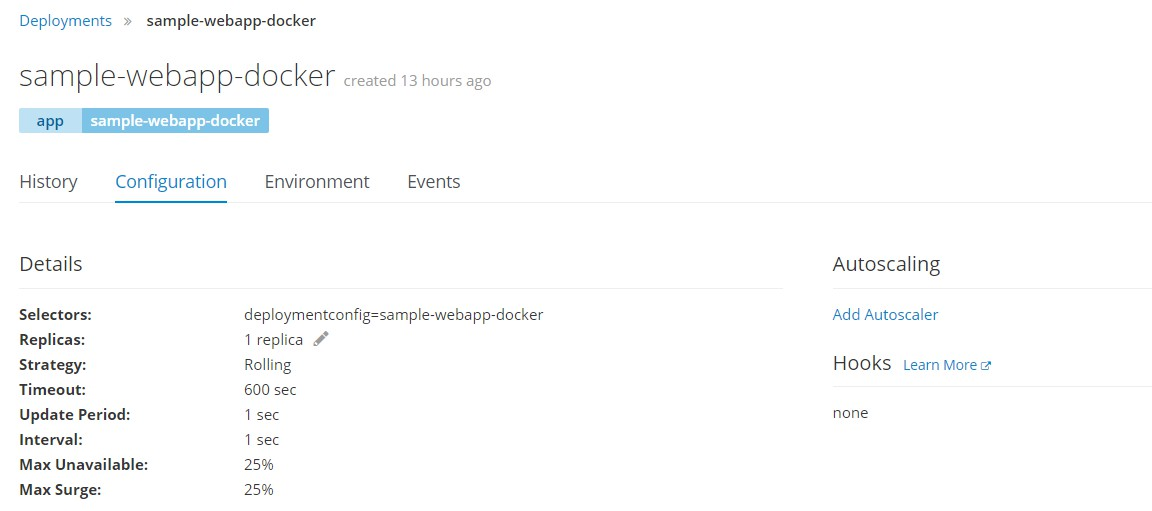 Deployments » sample-webapp-docker
sample-webapp-docker created 13 hours ago
app sample-webapp-docker
History Configuration Environment Events
Details
Selectors: deploymentconfig=sample-webapp-docker
Replicas: 1 replica
Strategy: Rolling
Timeout: 600 sec
Update Period: 1 sec
Interval: 1 sec
Max Unavailable: 25%
Max Surge: 25%
Autoscaling
Add Autoscaler
Hooks Learn More
none